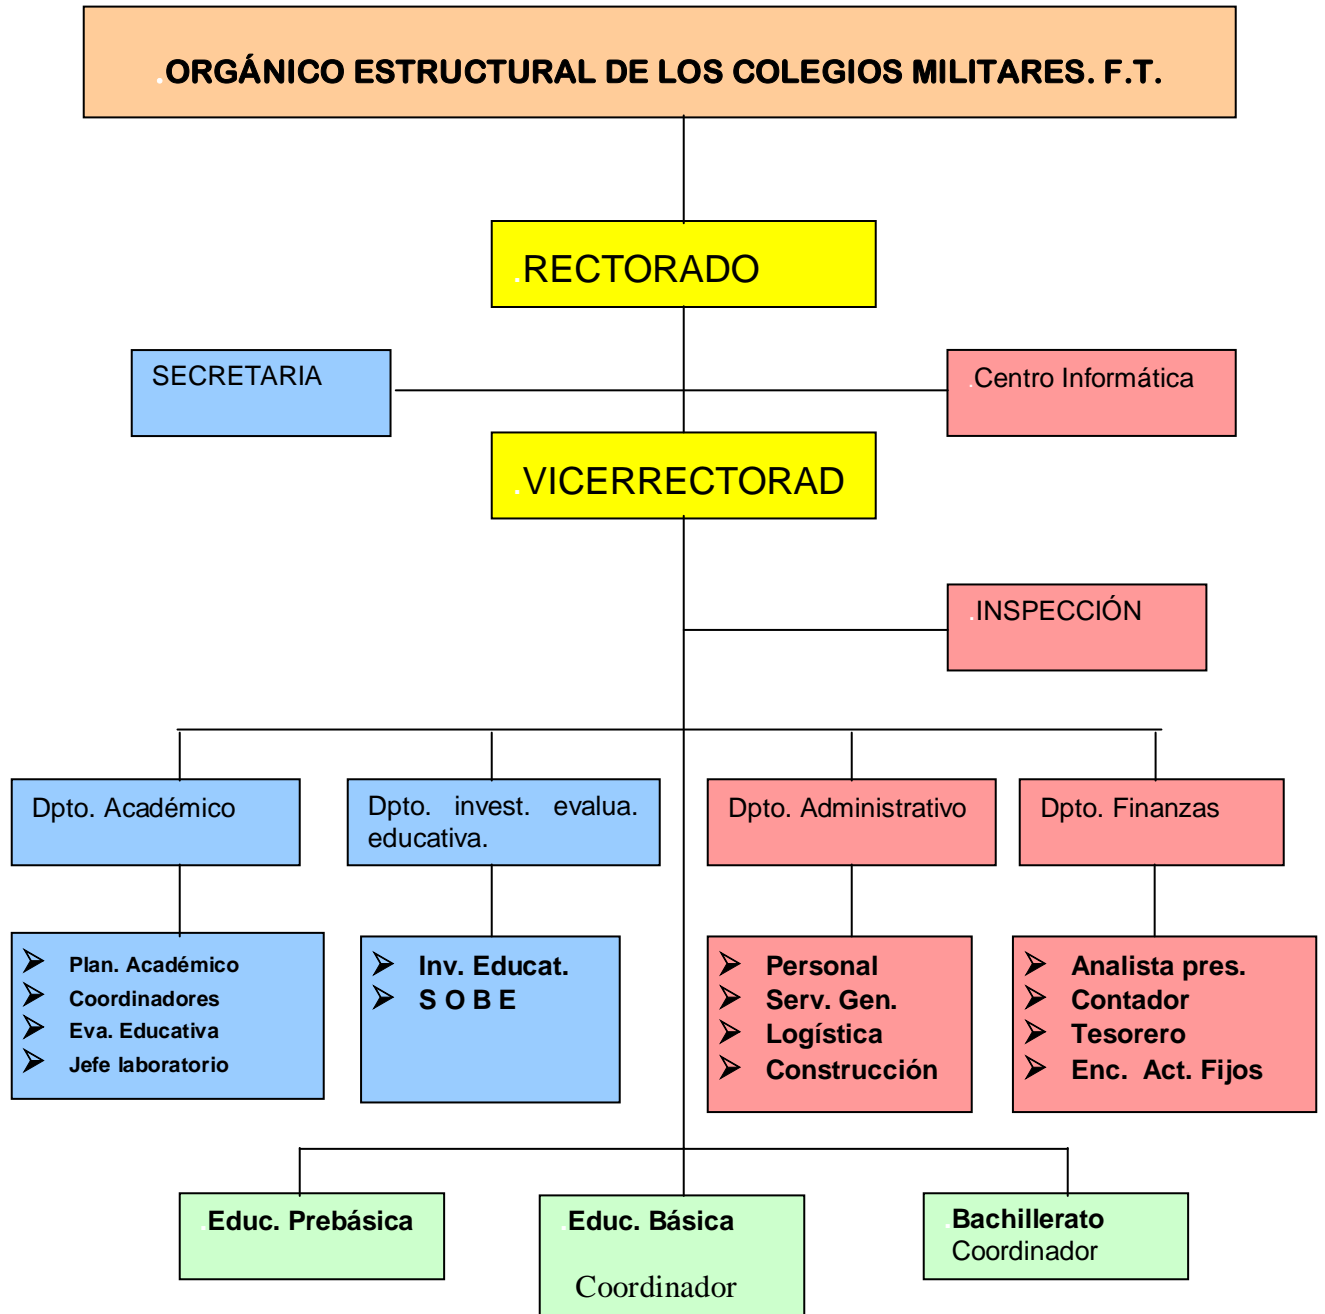 .ORGÁNICO ESTRUCTURAL DE LOS COLEGIOS MILITARES. F.T.
.RECTORADO
SECRETARIA
.Centro Informática
.VICERRECTORAD
.INSPECCIÓN
Dpto. Académico
Dpto. invest. evalua.
educativa.
Dpto. Administrativo
Dpto. Finanzas
➢ Plan. Académico
➢ Coordinadores
➢ Eva. Educativa
➢ Jefe laboratorio
➢ Inv. Educat.
➢ S O B E
➢ Personal
➢ Serv. Gen.
➢ Logística
➢ Construcción
➢ Analista pres.
➢ Contador
➢ Tesorero
➢ Enc. Act. Fijos
.Educ. Prebásica
.Educ. Básica
Coordinador
.Bachillerato
Coordinador